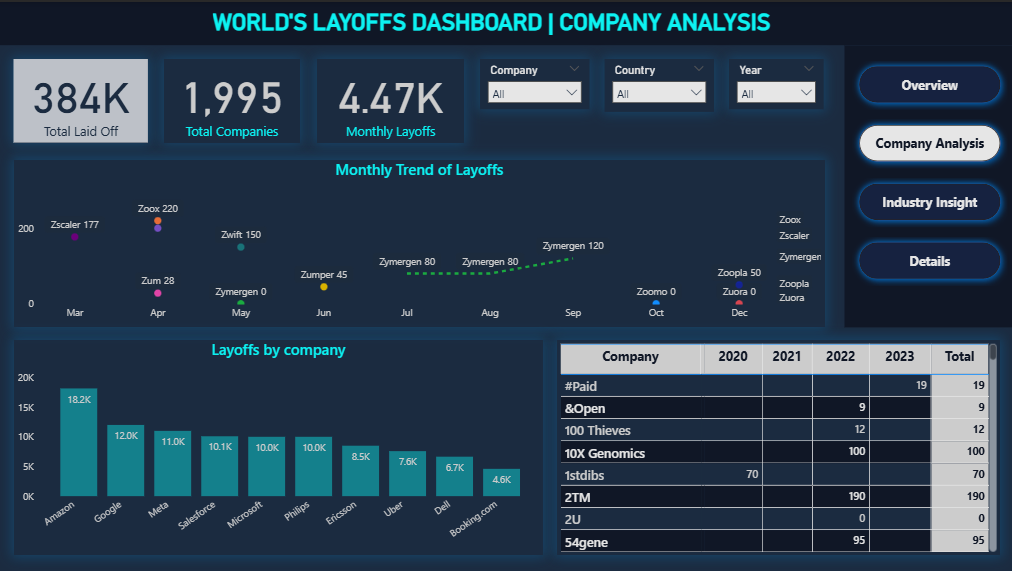 WORLD'S LAYOFFS DASHBOARD | COMPANY ANALYSIS
384K
Total Laid Off
1,995
Total Companies
4.47K
Monthly Layoffs
Company
All
Country
All
Year
All
Overview
Company Analysis
Industry Insight
Details
Monthly Trend of Layoffs
200
0
Zscaler 177
Zoox 220
Zum 28
Zwift 150
Zymergen 0
Zumper 45
Zymergen 80
Zymergen 80
Zymergen 120
Zoomo 0
Zoopla 50
Zuora 0
Zoox
Zscaler
Zymergen
Zoopla
Zuora
Mar Apr May Jun Jul Aug Sep Oct Dec
Layoffs by company
20K
15K
10K
5K
0K
18.2K 12.0K 11.0K 10.1K 10.0K 10.0K 8.5K 7.6K 6.7K 4.6K
Amazon Google Meta Salesforce Microsoft Philips Ericsson Uber Dell Booking.com
Company 2020 2021 2022 2023 Total
#Paid 19 19
&Open 9 9
100 Thieves 12 12
10X Genomics 100 100
1stdibs 70 70
2TM 190 190
2U 0 0
54gene 95 95